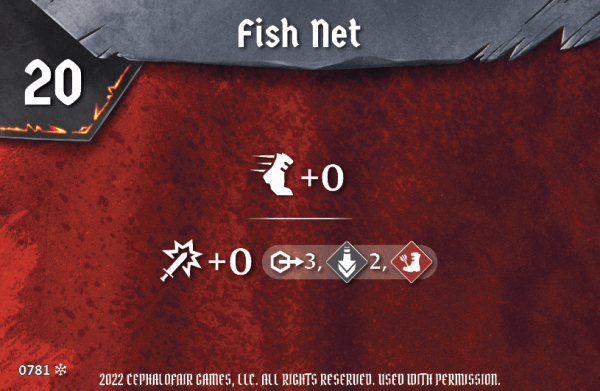 Fish Net
20
+0
+0 3, 2,
0781
2022 CEPHALOFAIR GAMES, LLC. ALL RIGHTS RESERVED. USED WITH PERMISSION.